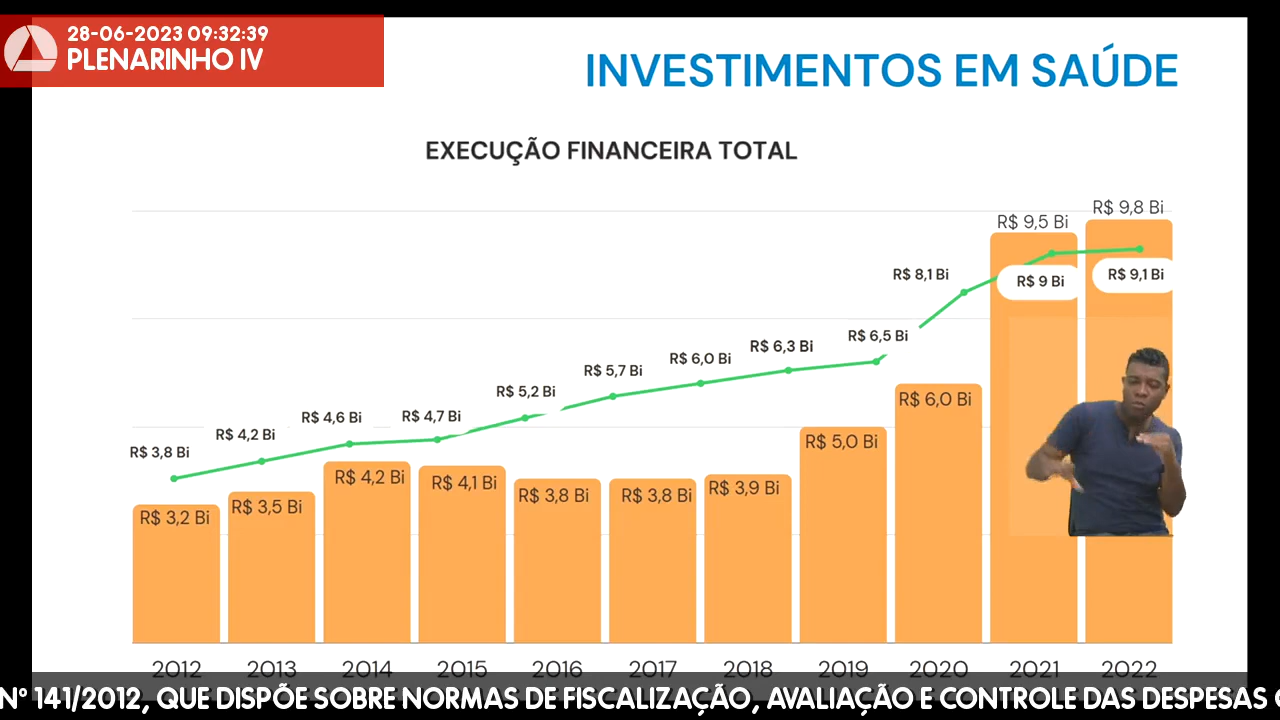 28-06-2023 09:32:39
PLENARINHO IV
INVESTIMENTOS EM SAÚDE
EXECUÇÃO FINANCEIRA TOTAL
R$ 9,8 Bi
R$ 9,5 Bi
R$ 8,1 Bi
R$ 9 Bi
R$ 9,1 Bi
R$ 6,5 Bi
R$ 6,3 Bi
R$ 6,0 Bi
R$ 5,7 Bi
R$ 5,2 Bi
R$ 4,7 Bi
R$ 4,6 Bi
R$ 4,2 Bi
R$ 3,8 Bi
R$ 3,2 Bi
R$ 3,5 Bi
R$ 4,2 Bi
R$ 4,1 Bi
R$ 3,8 Bi
R$ 3,8 Bi
R$ 3,9 Bi
R$ 5,0 Bi
R$ 6,0 Bi
2012 2013 2014 2015 2016 2017 2018 2019 2020 2021 2022
Nº 141/2012, QUE DISPÕE SOBRE NORMAS DE FISCALIZAÇÃO, AVALIAÇÃO E CONTROLE DAS DESPESAS